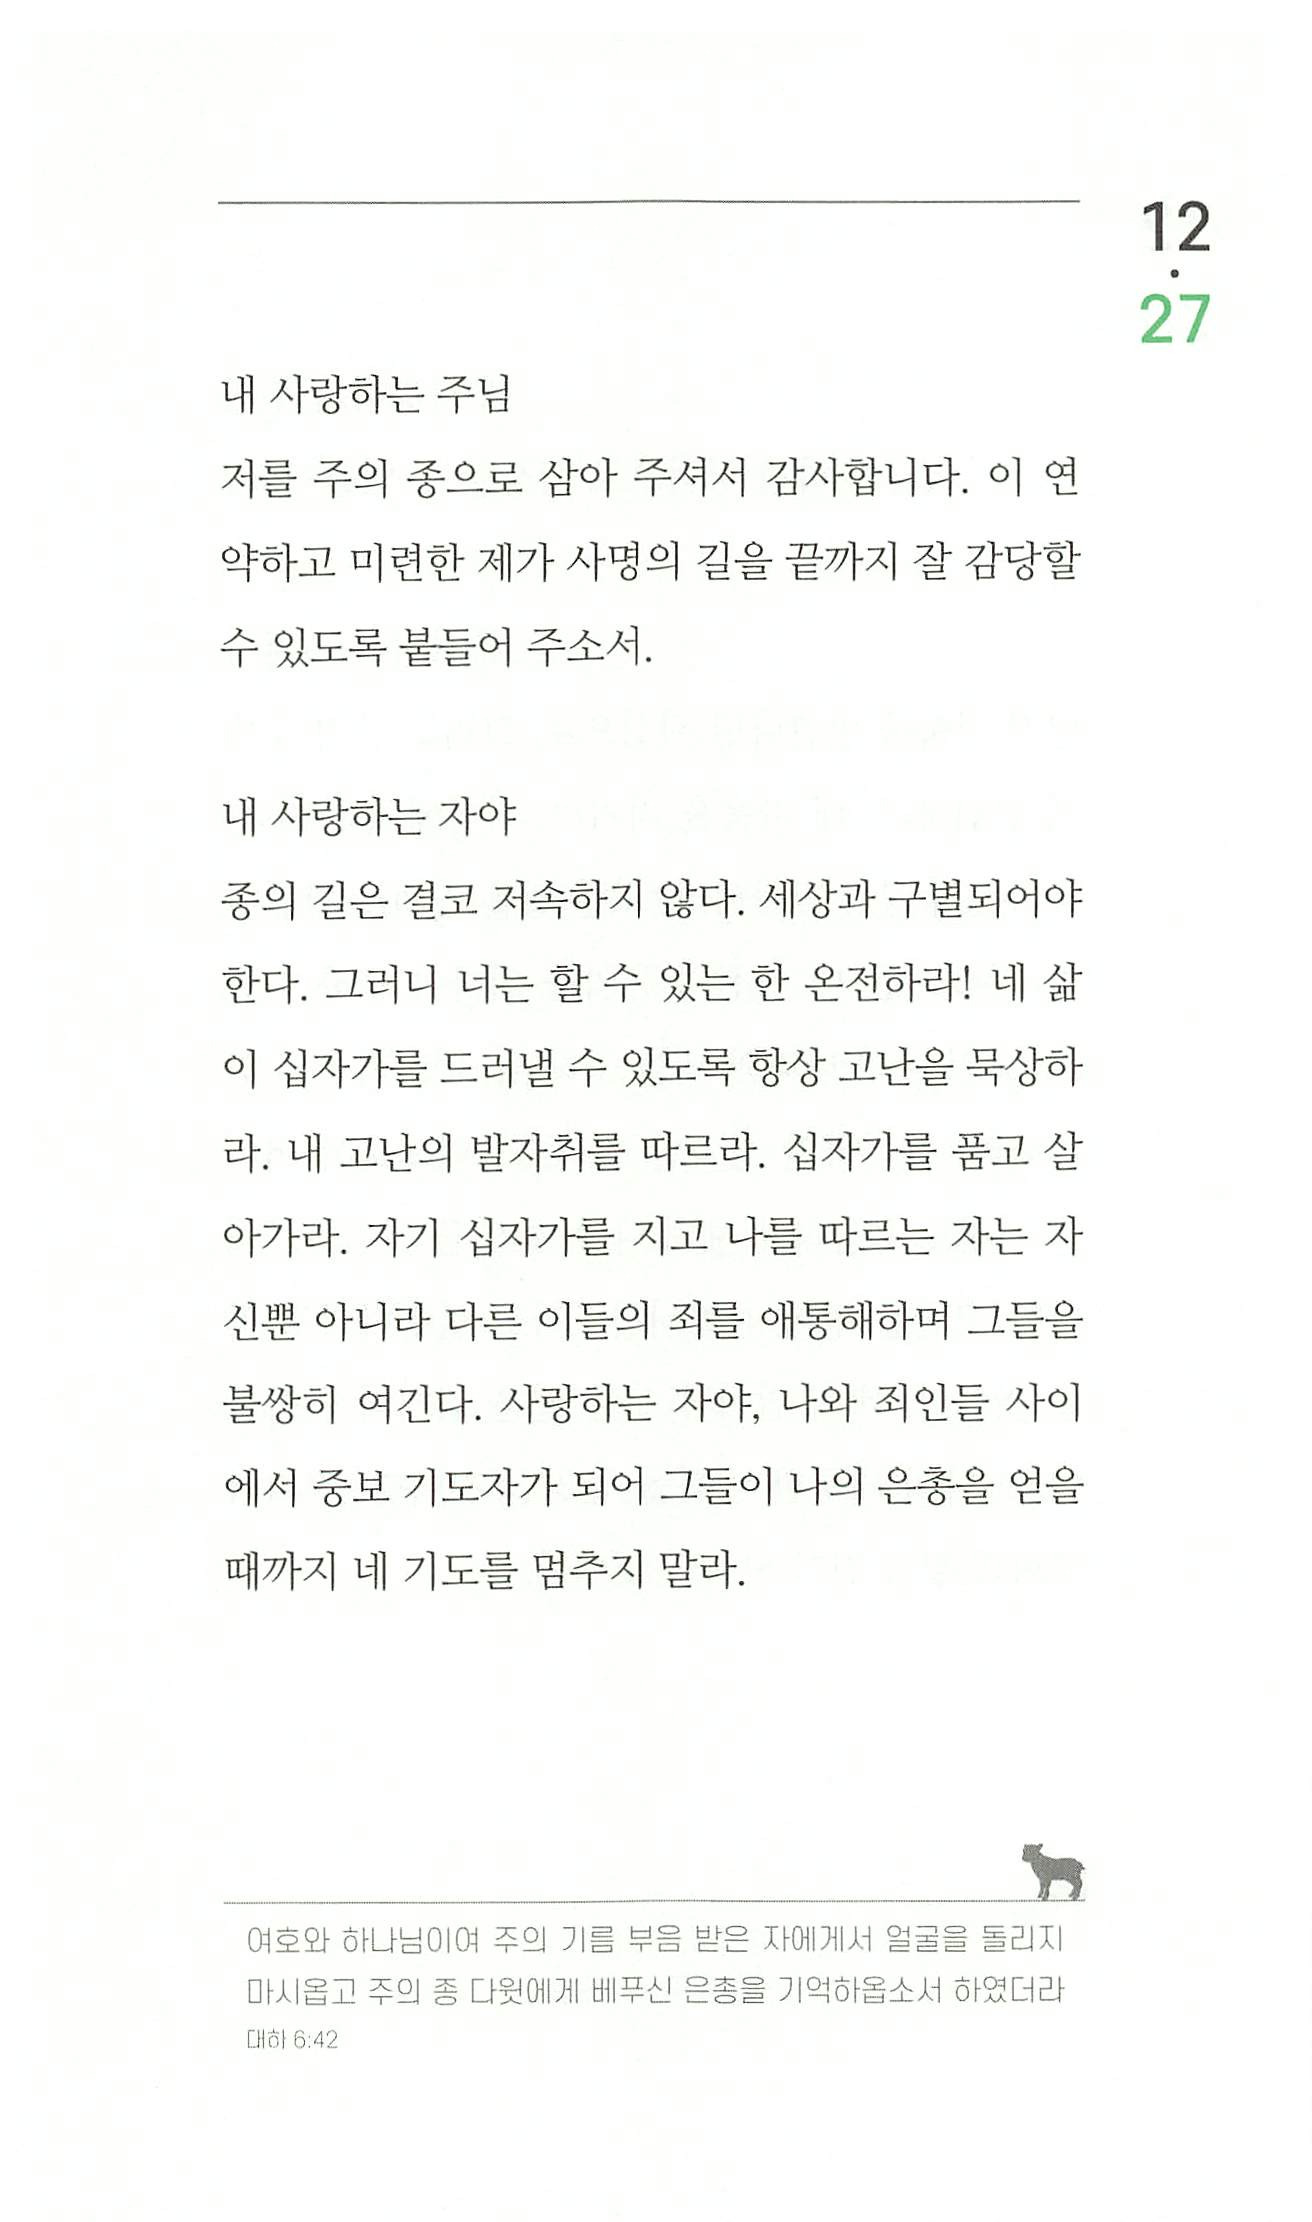 12
·
27
내 사랑하는 주님
저를 주의 종으로 삼아 주셔서 감사합니다. 이 연
약하고 미련한 제가 사명의 길을 끝까지 잘 감당할
수 있도록 붙들어 주소서.
내 사랑하는 자야
종의 길은 결코 저속하지 않다. 세상과 구별되어야
한다. 그러니 너는 할 수 있는 한 온전하라! 네 삶
이 십자가를 드러낼 수 있도록 항상 고난을 묵상하
라. 내 고난의 발자취를 따르라. 십자가를 품고 살
아가라. 자기 십자가를 지고 나를 따르는 자는 자
신뿐 아니라 다른 이들의 죄를 애통해하며 그들을
불쌍히 여긴다. 사랑하는 자야, 나와 죄인들 사이
에서 중보 기도자가 되어 그들이 나의 은총을 얻을
때까지 네 기도를 멈추지 말라.
여호와 하나님이여 주의 기름 부음 받은 자에게서 얼굴을 돌리지
마시옵고 주의 종 다윗에게 베푸신 은총을 기억하옵소서 하였더라
대하 6:42